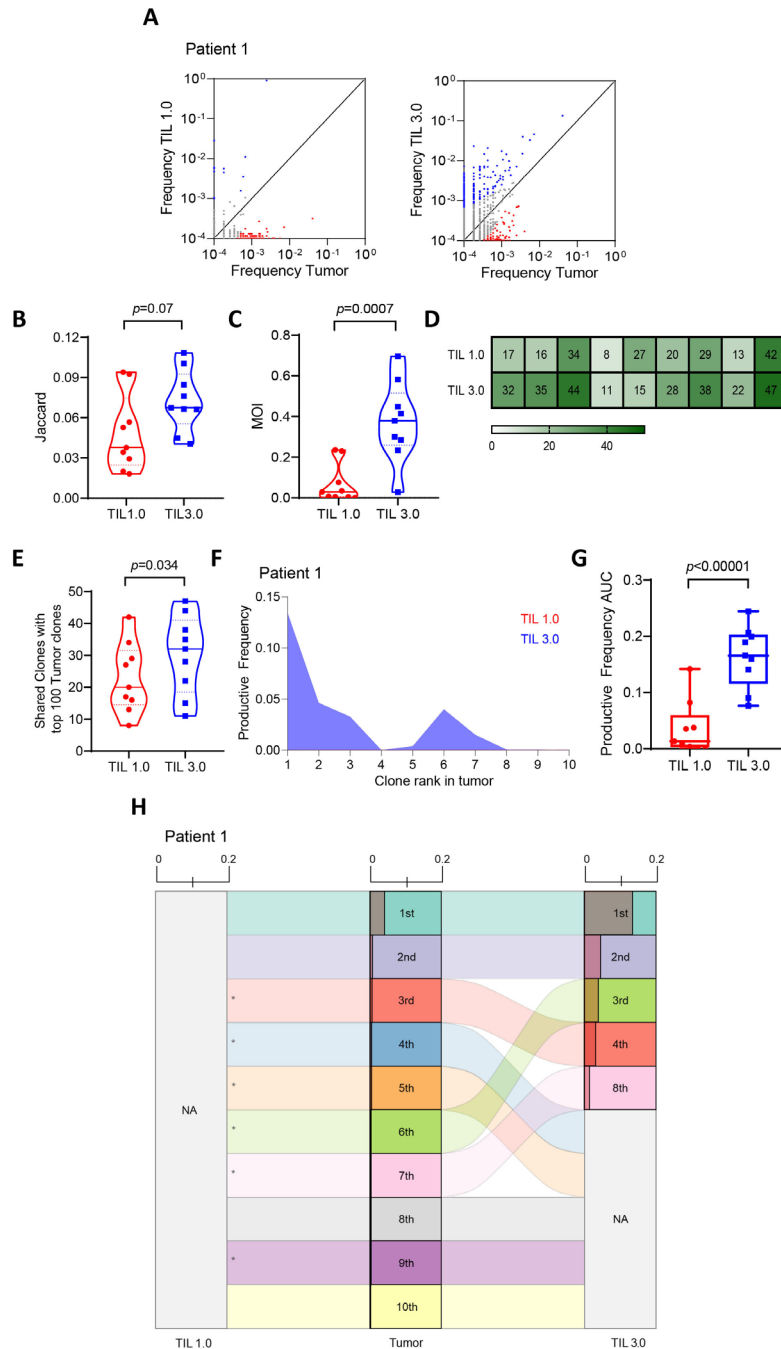 A
Patient 1
Frequency TIL 1.0
10⁰
10⁻¹
10⁻²
10⁻³
10⁻⁴
10⁻⁴ 10⁻³ 10⁻² 10⁻¹ 10⁰
Frequency Tumor
Frequency TIL 3.0
10⁰
10⁻¹
10⁻²
10⁻³
10⁻⁴
10⁻⁴ 10⁻³ 10⁻² 10⁻¹ 10⁰
Frequency Tumor
B
p=0.07
Jaccard
0.12
0.09
0.06
0.03
0.00
TIL1.0 TIL3.0
C
p=0.0007
MOI
0.8
0.6
0.4
0.2
0.0
TIL 1.0 TIL 3.0
D
TIL 1.0 17 16 34 8 27 20 29 13 42
TIL 3.0 32 35 44 11 15 28 38 22 47
0 20 40
E
p=0.034
Shared Clones with
top 100 Tumor clones
50
40
30
20
10
0
TIL 1.0 TIL 3.0
F
Patient 1
Productive Frequency
0.15
0.10
0.05
0.00
TIL 1.0
TIL 3.0
1 2 3 4 5 6 7 8 9 10
Clone rank in tumor
G
p<0.00001
Productive Frequency AUC
0.3
0.2
0.1
0.0
TIL 1.0 TIL 3.0
H
Patient 1
0 0.2 0 0.2 0 0.2
1st 1st
2nd 2nd
* 3rd 3rd
* 4th 4th
* 5th 8th
NA
* 6th
* 7th
8th
NA
* 9th
10th
TIL 1.0 Tumor TIL 3.0